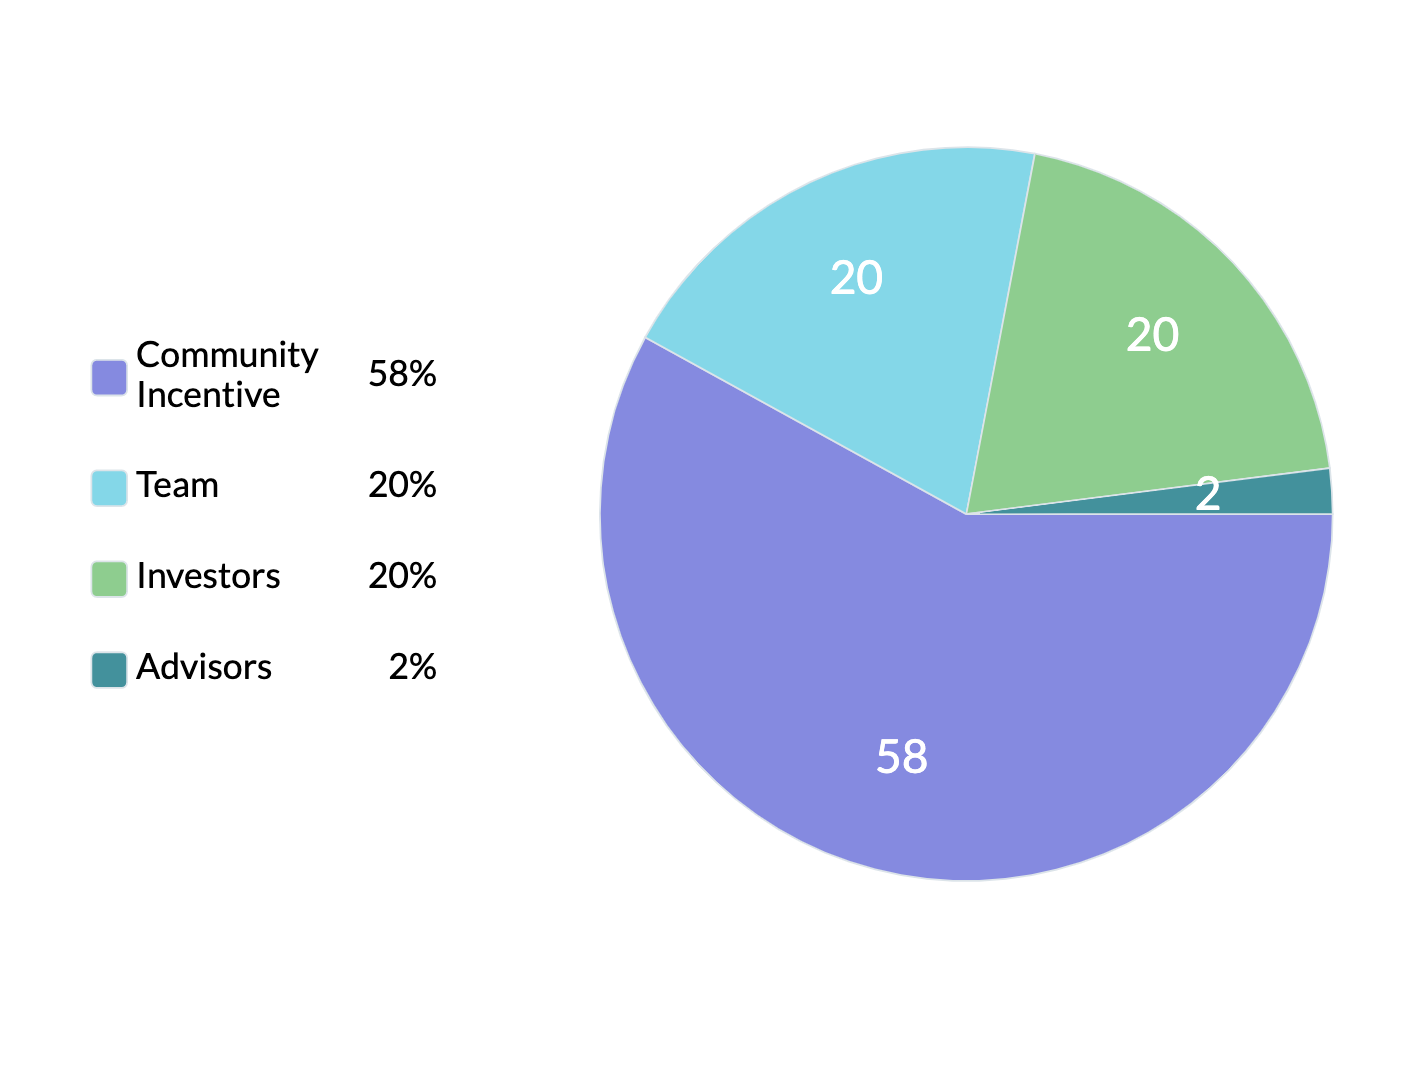 Community
Incentive 58%
Team 20%
Investors 20%
Advisors 2%
20
20
2
58